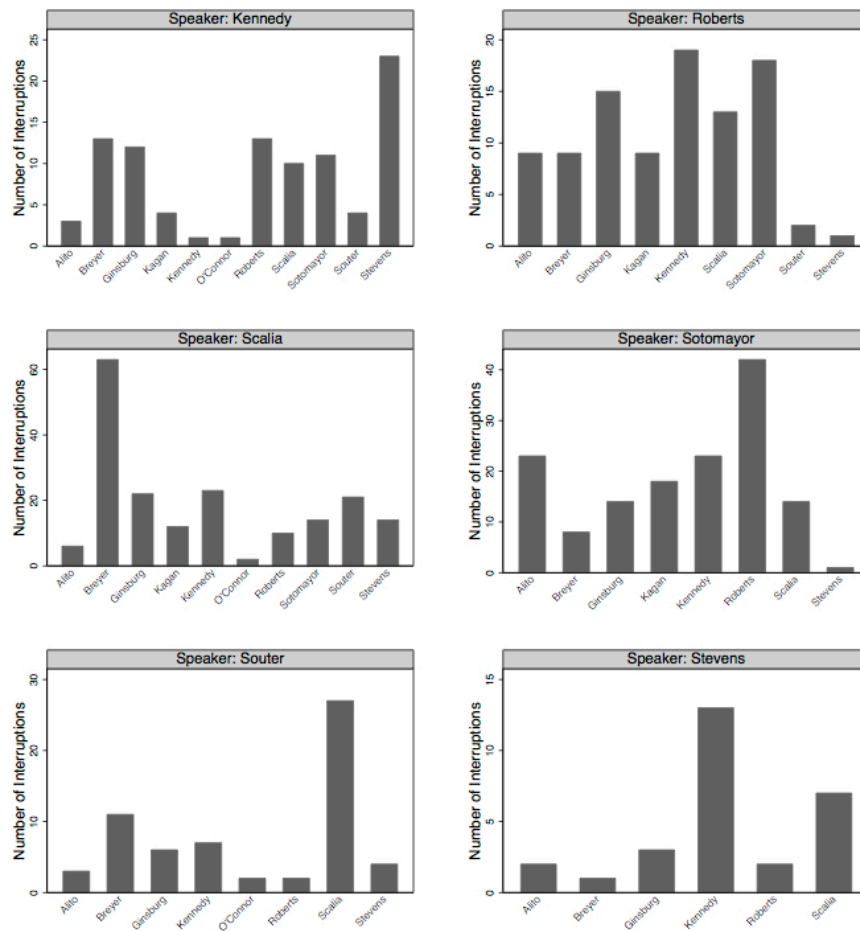 Speaker: Kennedy
Number of Interruptions
0
5
10
15
20
25
Alito
Breyer
Ginsburg
Kagan
Kennedy
O'Connor
Roberts
Scalia
Sotomayor
Souter
Stevens
Speaker: Roberts
Number of Interruptions
0
5
10
15
20
Alito
Breyer
Ginsburg
Kagan
Kennedy
Scalia
Sotomayor
Souter
Stevens
Speaker: Scalia
Number of Interruptions
0
20
40
60
Alito
Breyer
Ginsburg
Kagan
Kennedy
O'Connor
Roberts
Sotomayor
Souter
Stevens
Speaker: Sotomayor
Number of Interruptions
0
10
20
30
40
Alito
Breyer
Ginsburg
Kagan
Kennedy
Roberts
Scalia
Stevens
Speaker: Souter
Number of Interruptions
0
10
20
30
Alito
Breyer
Ginsburg
Kennedy
O'Connor
Roberts
Scalia
Stevens
Speaker: Stevens
Number of Interruptions
0
5
10
15
Alito
Breyer
Ginsburg
Kennedy
Roberts
Scalia